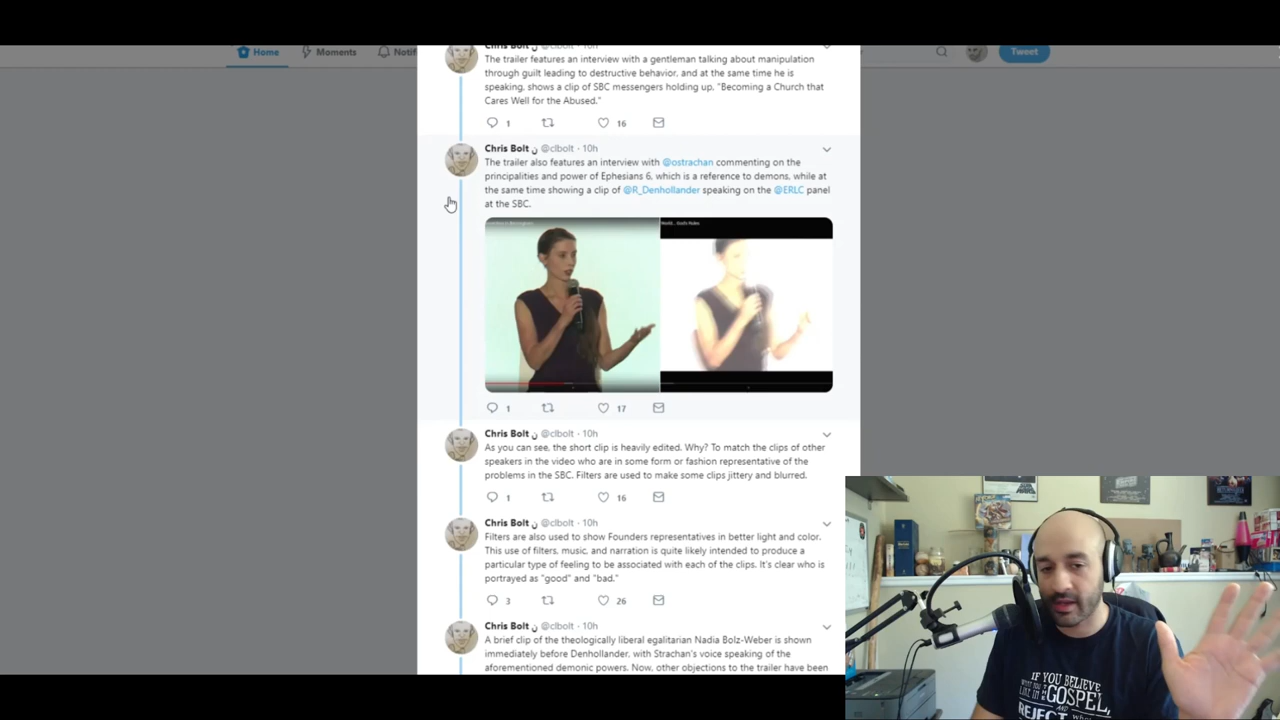 Home
Moments
Notif
Tweet
Chris Bolt ن @clbolt · 10h
The trailer features an interview with a gentleman talking about manipulation
through guilt leading to destructive behavior, and at the same time he is
speaking, shows a clip of SBC messengers holding up, "Becoming a Church that
Cares Well for the Abused."
1 16
Chris Bolt ن @clbolt · 10h
The trailer also features an interview with @ostrachan commenting on the
principalities and power of Ephesians 6, which is a reference to demons, while at
the same time showing a clip of @R_Denhollander speaking on the @ERLC panel
at the SBC.
1 17
Chris Bolt ن @clbolt · 10h
As you can see, the short clip is heavily edited. Why? To match the clips of other
speakers in the video who are in some form or fashion representative of the
problems in the SBC. Filters are used to make some clips jittery and blurred.
1 16
Chris Bolt ن @clbolt · 10h
Filters are also used to show Founders representatives in better light and color.
This use of filters, music, and narration is quite likely intended to produce a
particular type of feeling to be associated with each of the clips. It's clear who is
portrayed as "good" and "bad."
3 26
Chris Bolt ن @clbolt · 10h
A brief clip of the theologically liberal egalitarian Nadia Bolz-Weber is shown
immediately before Denhollander, with Strachan's voice speaking of the
aforementioned demonic powers. Now, other objections to the trailer have been
IF YOU BELIEVE
GOSPEL,
REJECT